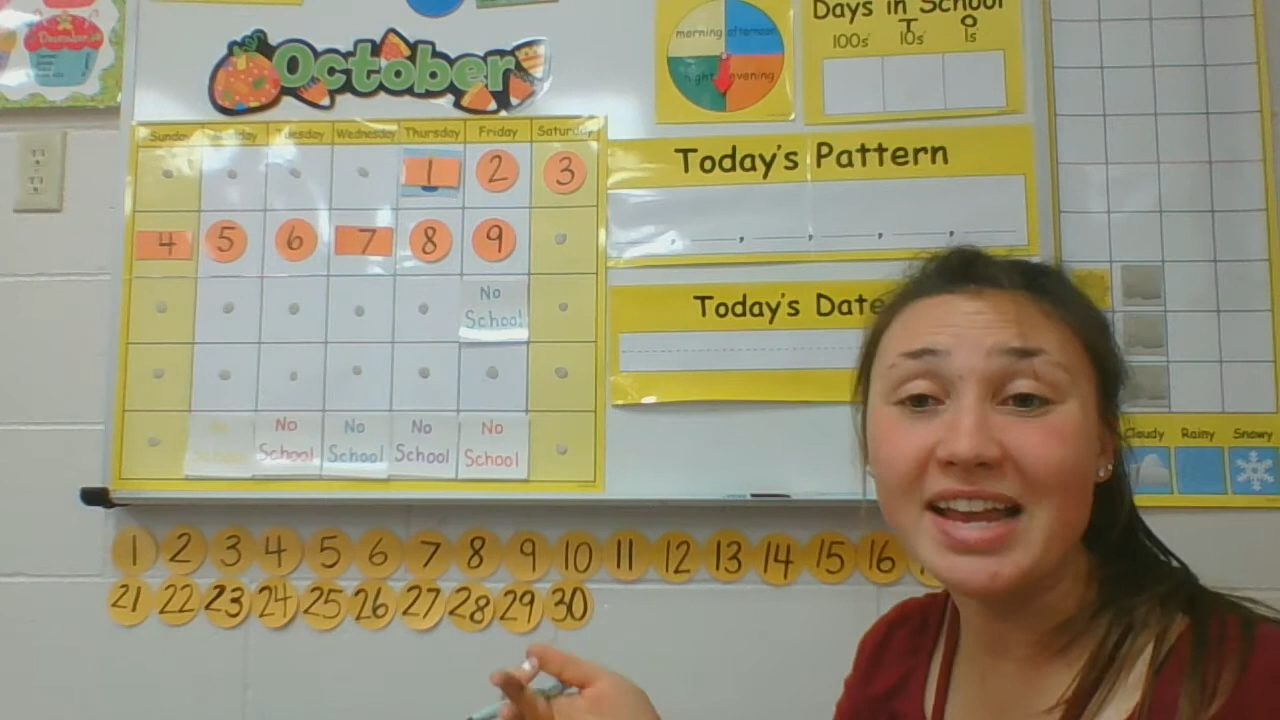 December
October
Sunday Monday Tuesday Wednesday Thursday Friday Saturday
1 2 3
4 5 6 7 8 9
No
School
No No No No
School School School School
morning afternoon
night evening
Days in School
T O
100s 10s 1s
Today's Pattern
Today's Date
Cloudy Rainy Snowy
1 2 3 4 5 6 7 8 9 10 11 12 13 14 15 16
21 22 23 24 25 26 27 28 29 30